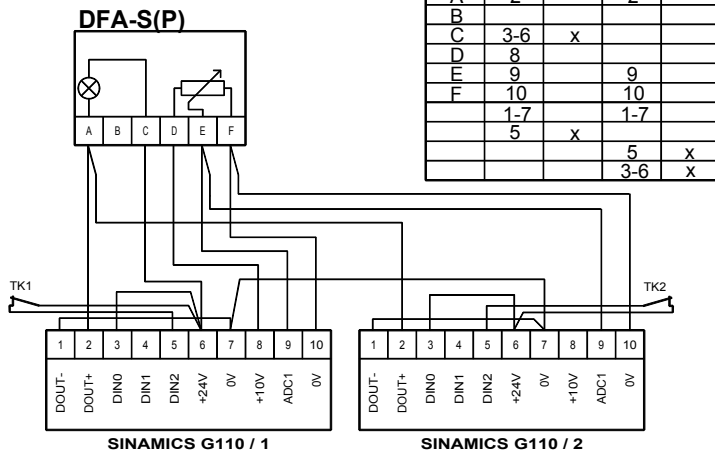 DFA-S(P)
A 2 2
B
C 3-6 x
D 8
E 9 9
F 10 10
1-7 1-7
5 x
5 x
3-6 x
A B C D E F
TK1
TK2
1 2 3 4 5 6 7 8 9 10
DOUT- DOUT+ DIN0 DIN1 DIN2 +24V 0V +10V ADC1 0V
SINAMICS G110 / 1
1 2 3 4 5 6 7 8 9 10
DOUT- DOUT+ DIN0 DIN1 DIN2 +24V 0V +10V ADC1 0V
SINAMICS G110 / 2